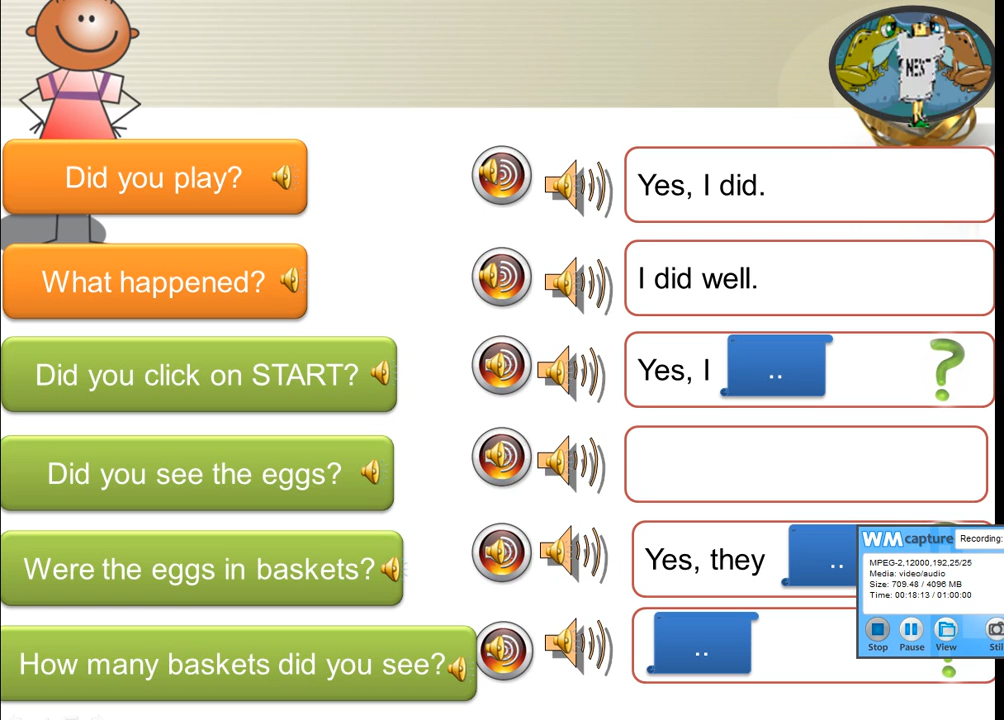 NEST
Did you play?
Yes, I did.
What happened?
I did well.
Did you click on START?
Yes, I
..
Did you see the eggs?
Were the eggs in baskets?
Yes, they
..
WM capture
Recording:
MPEG-2,12000,192,25/25
Media: video/audio
Size: 709.48 / 4096 MB
Time: 00:18:13 / 01:00:00
Stop Pause View Still
How many baskets did you see?
..